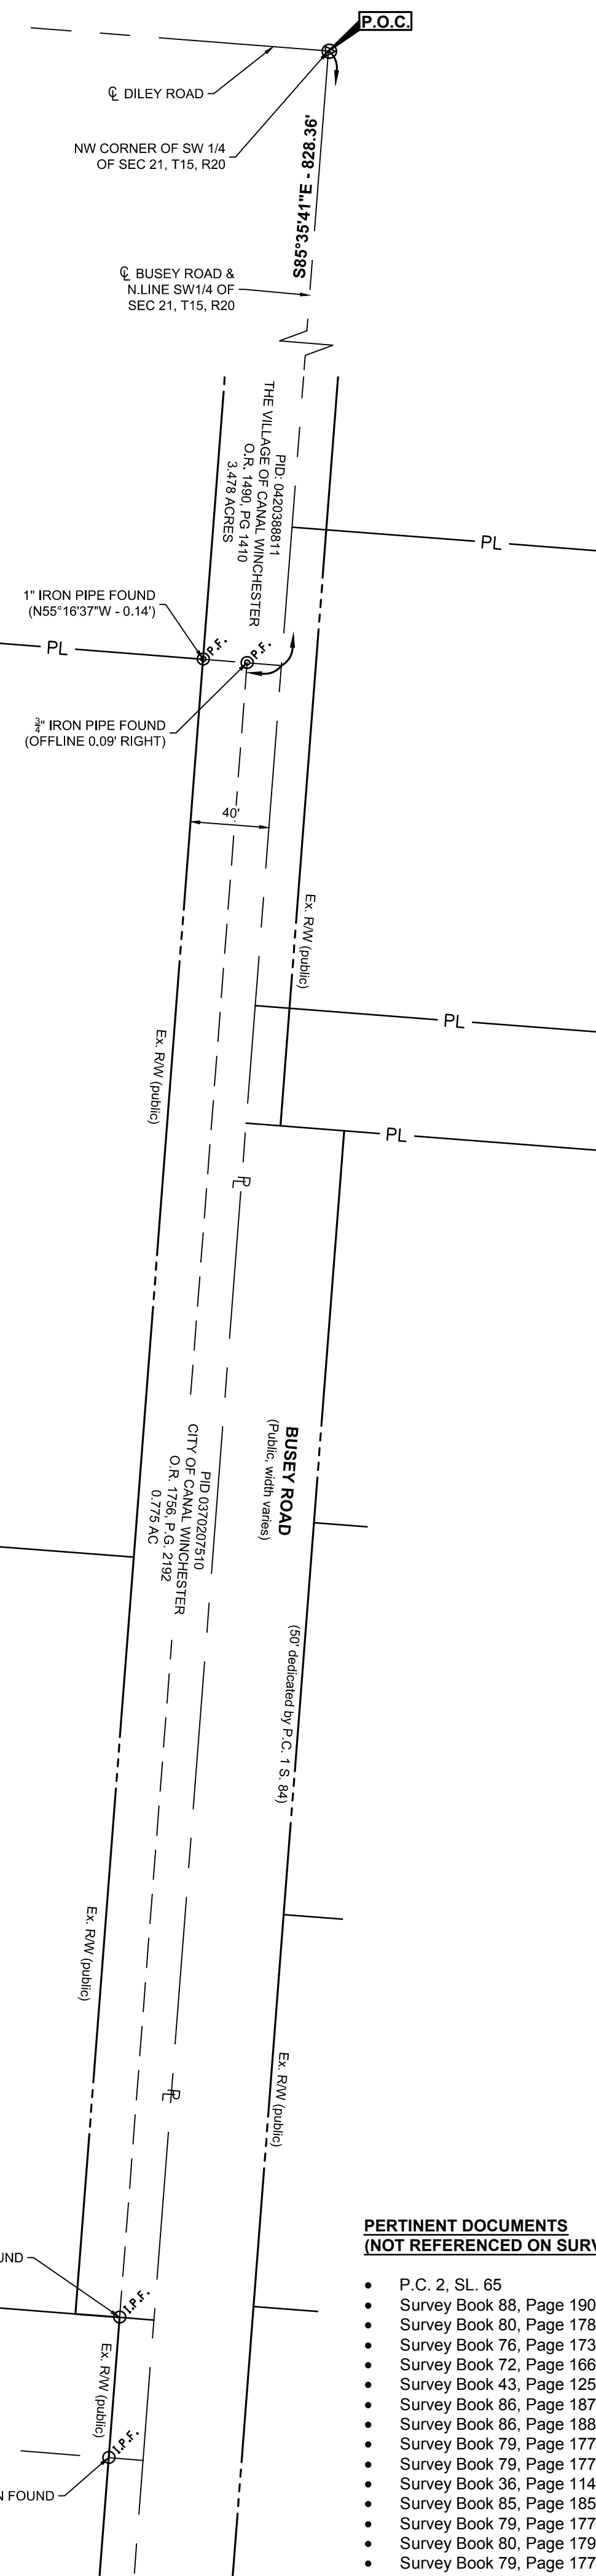 P.O.C.
℄ DILEY ROAD
NW CORNER OF SW 1/4
OF SEC 21, T15, R20
S85°35'41"E - 828.36'
℄ BUSEY ROAD &
N.LINE SW1/4 OF
SEC 21, T15, R20
PID: 0420388811
THE VILLAGE OF CANAL WINCHESTER
O.R. 1490, PG 1410
3.478 ACRES
PL
1" IRON PIPE FOUND
(N55°16'37"W - 0.14')
P.F.
P.F.
PL
¾" IRON PIPE FOUND
(OFFLINE 0.09' RIGHT)
40'
Ex. R/W (public)
PL
Ex. R/W (public)
PL
PL
BUSEY ROAD
(Public, width varies)
PID 0370207510
CITY OF CANAL WINCHESTER
O.R. 1756, P.G. 2192
0.775 AC
(50' dedicated by P.C. 1 S. 84)
Ex. R/W (public)
Ex. R/W (public)
PL
UND
I.P.F.
Ex. R/W (public)
I.P.F.
N FOUND
PERTINENT DOCUMENTS
(NOT REFERENCED ON SURV
• P.C. 2, SL. 65
• Survey Book 88, Page 190
• Survey Book 80, Page 178
• Survey Book 76, Page 173
• Survey Book 72, Page 166
• Survey Book 43, Page 125
• Survey Book 86, Page 187
• Survey Book 86, Page 188
• Survey Book 79, Page 177
• Survey Book 79, Page 177
• Survey Book 36, Page 114
• Survey Book 85, Page 185
• Survey Book 79, Page 177
• Survey Book 80, Page 179
• Survey Book 79, Page 177